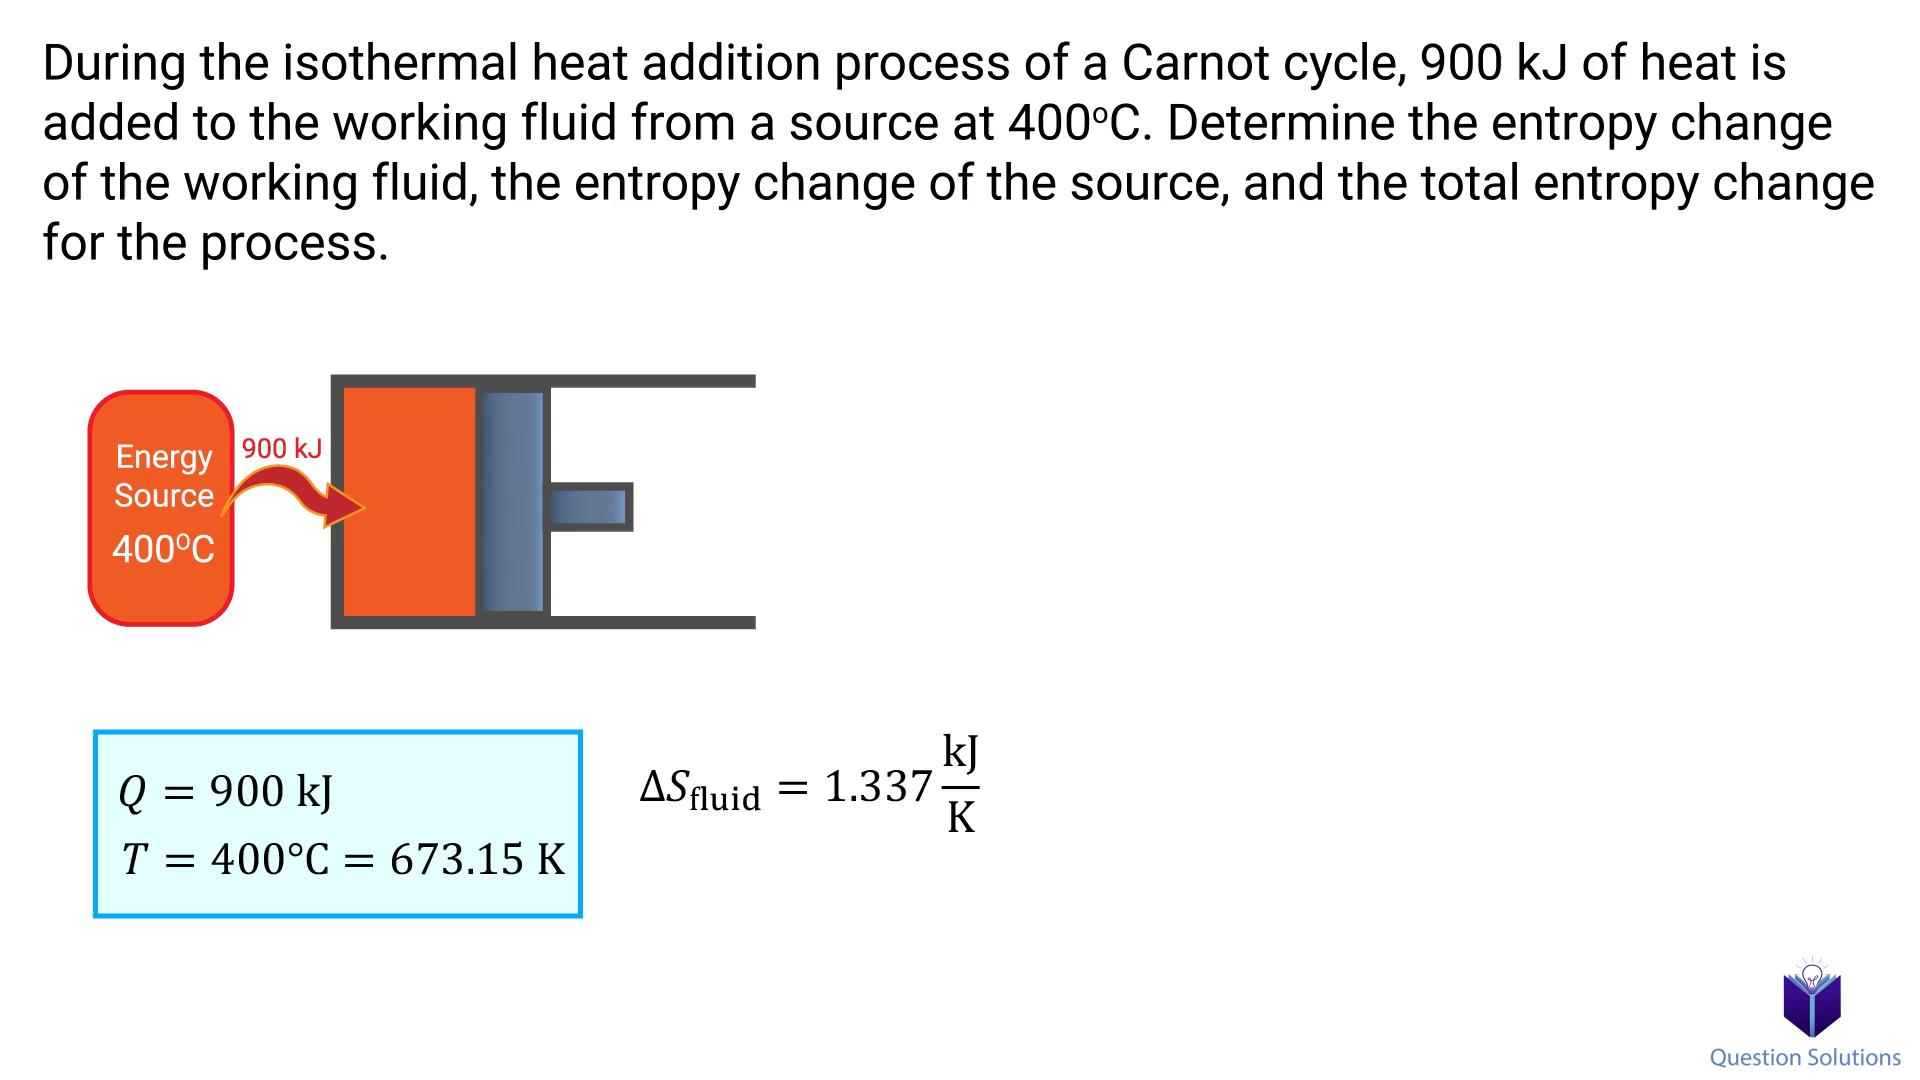 During the isothermal heat addition process of a Carnot cycle, 900 kJ of heat is
added to the working fluid from a source at 400ºC. Determine the entropy change
of the working fluid, the entropy change of the source, and the total entropy change
for the process.
Energy
Source
400ºC
900 kJ
Q = 900 kJ
T = 400°C = 673.15 K
ΔS_fluid = 1.337 kJ/K
Question Solutions